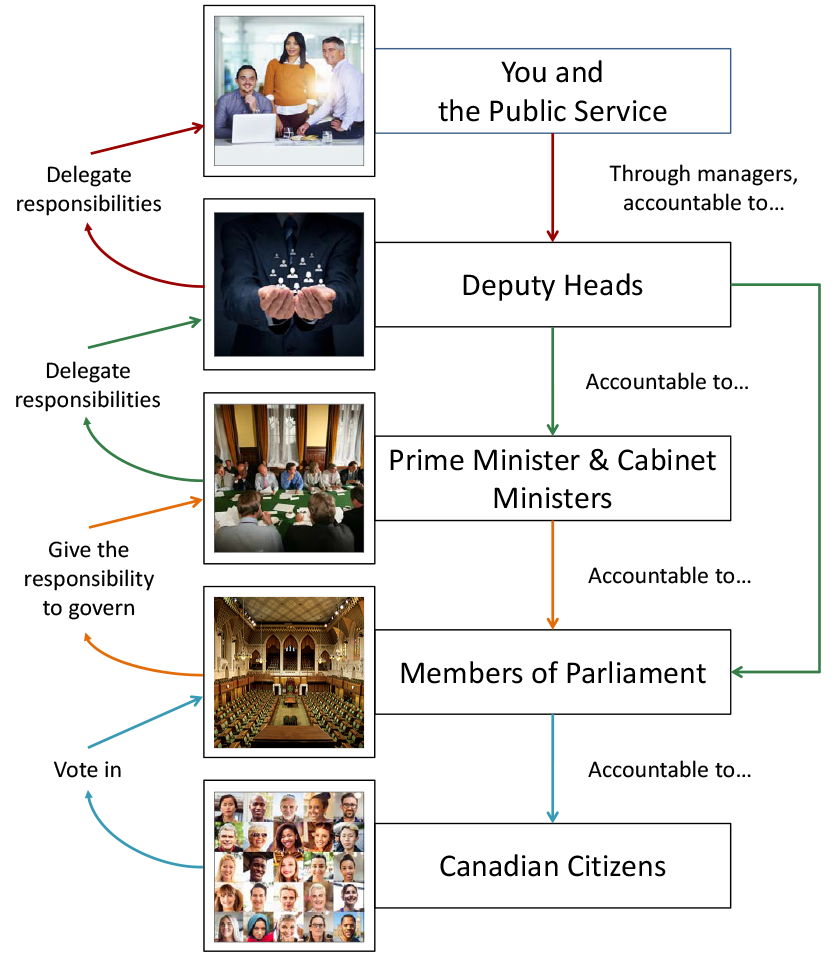 You and
the Public Service
Delegate
responsibilities
Through managers,
accountable to...
Deputy Heads
Delegate
responsibilities
Accountable to...
Prime Minister & Cabinet
Ministers
Give the
responsibility
to govern
Accountable to...
Members of Parliament
Vote in
Accountable to...
Canadian Citizens